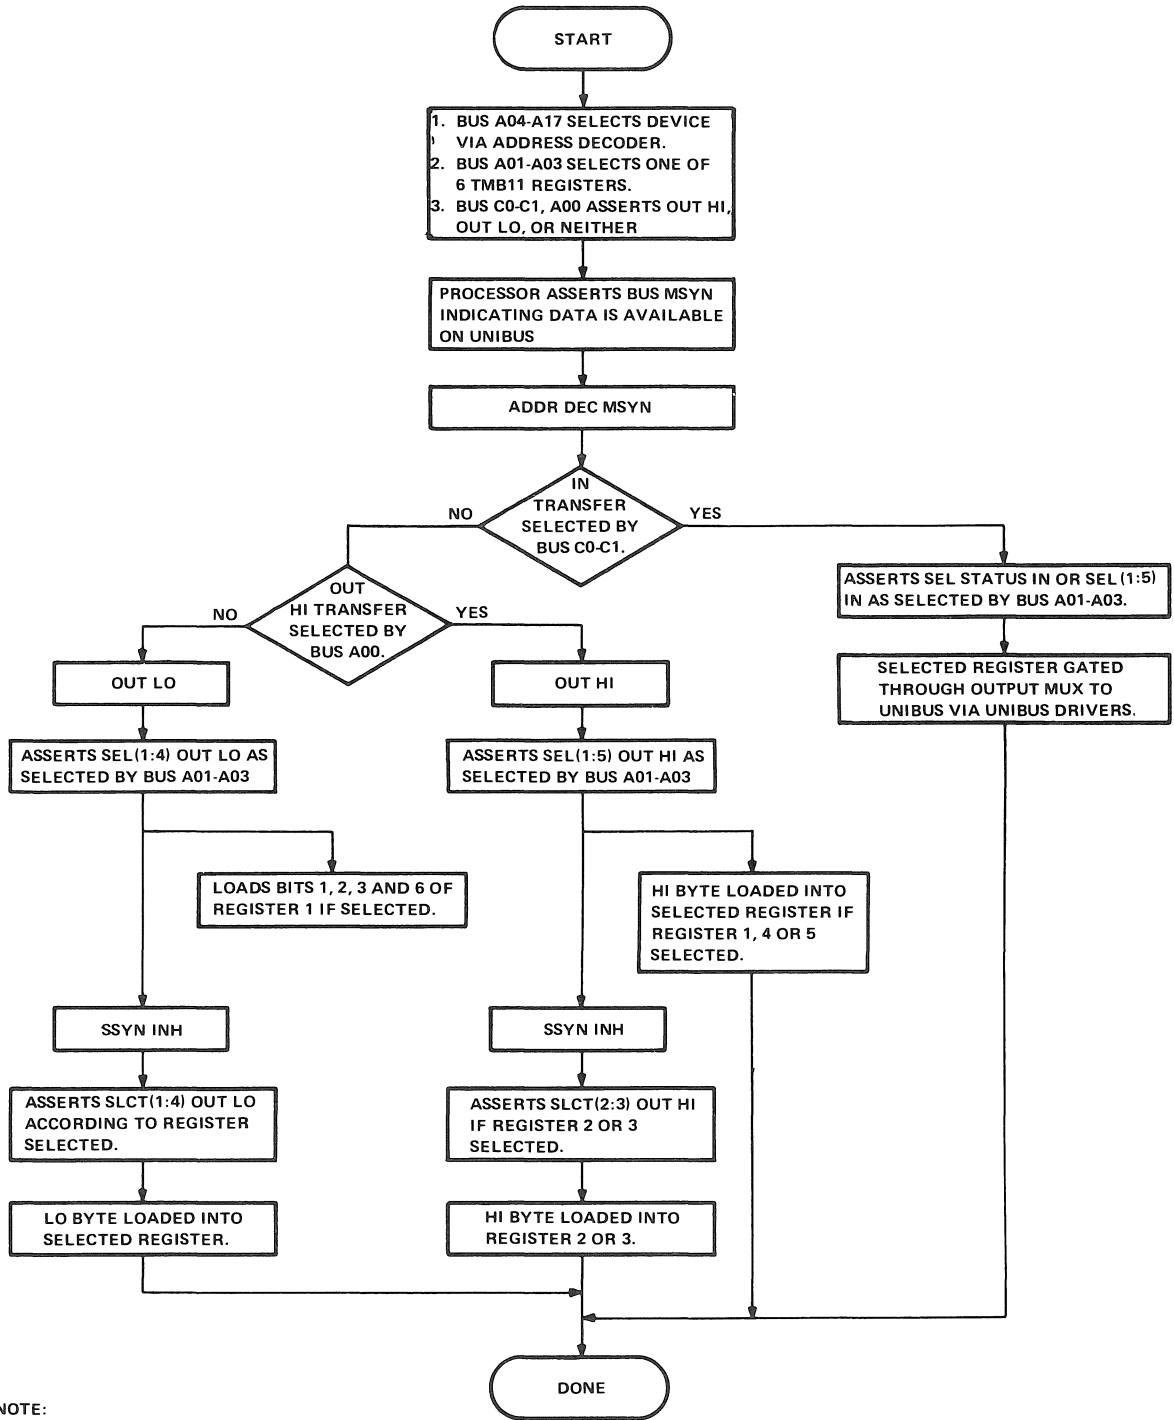 START
1. BUS A04-A17 SELECTS DEVICE
VIA ADDRESS DECODER.
2. BUS A01-A03 SELECTS ONE OF
6 TMB11 REGISTERS.
3. BUS C0-C1, A00 ASSERTS OUT HI,
OUT LO, OR NEITHER
PROCESSOR ASSERTS BUS MSYN
INDICATING DATA IS AVAILABLE
ON UNIBUS
ADDR DEC MSYN
IN
TRANSFER
SELECTED BY
BUS C0-C1.
NO
YES
OUT
HI TRANSFER
SELECTED BY
BUS A00.
NO
YES
ASSERTS SEL STATUS IN OR SEL (1:5)
IN AS SELECTED BY BUS A01-A03.
SELECTED REGISTER GATED
THROUGH OUTPUT MUX TO
UNIBUS VIA UNIBUS DRIVERS.
OUT LO
OUT HI
ASSERTS SEL(1:4) OUT LO AS
SELECTED BY BUS A01-A03
ASSERTS SEL(1:5) OUT HI AS
SELECTED BY BUS A01-A03
LOADS BITS 1, 2, 3 AND 6 OF
REGISTER 1 IF SELECTED.
HI BYTE LOADED INTO
SELECTED REGISTER IF
REGISTER 1, 4 OR 5
SELECTED.
SSYN INH
SSYN INH
ASSERTS SLCT(1:4) OUT LO
ACCORDING TO REGISTER
SELECTED.
ASSERTS SLCT(2:3) OUT HI
IF REGISTER 2 OR 3
SELECTED.
LO BYTE LOADED INTO
SELECTED REGISTER.
HI BYTE LOADED INTO
REGISTER 2 OR 3.
DONE
NOTE: